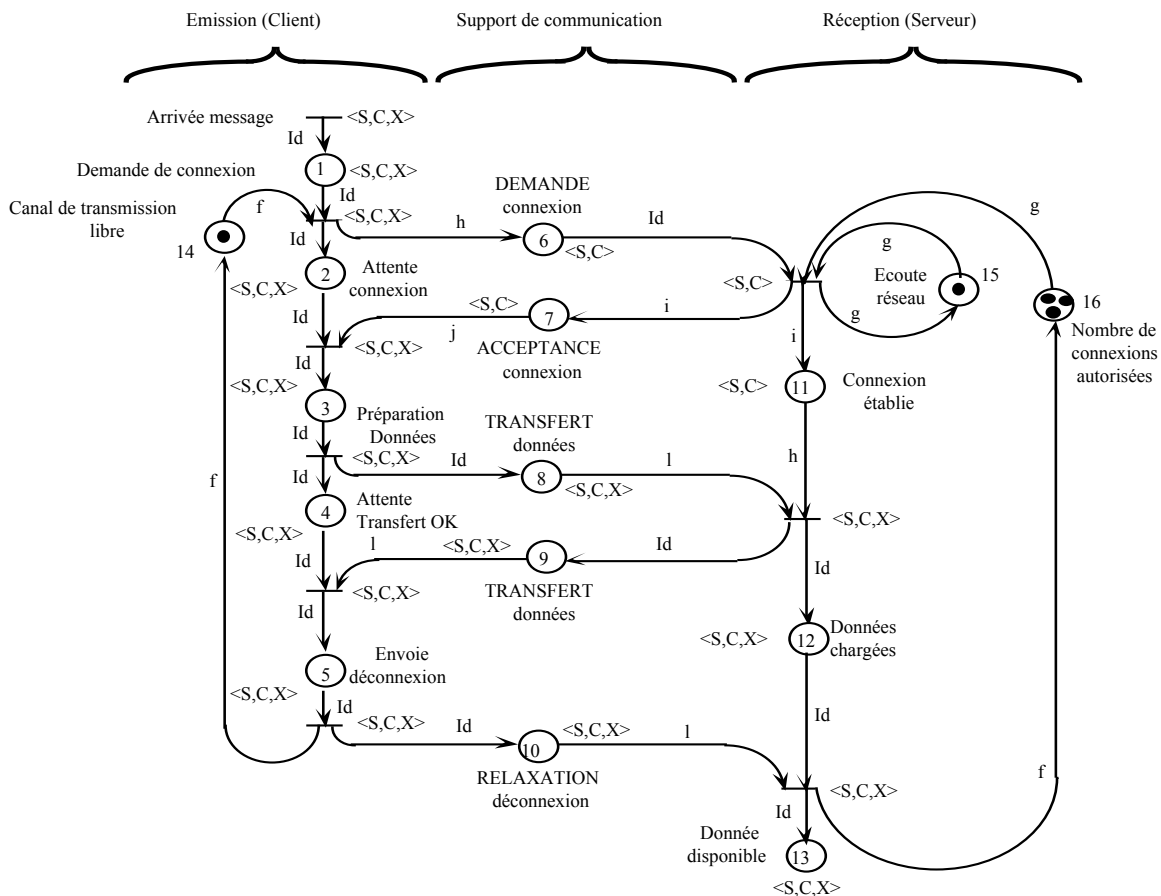 Emission (Client)
Support de communication
Réception (Serveur)
Arrivée message
<S,C,X>
Id
1
<S,C,X>
Demande de connexion
Id
Canal de transmission
libre
14
f
<S,C,X>
Id
h
DEMANDE
connexion
6
<S,C>
Id
g
g
Ecoute
réseau
15
g
16
Nombre de
connexions
autorisées
<S,C>
2
Attente
connexion
<S,C,X>
Id
<S,C>
7
i
j
<S,C,X>
ACCEPTANCE
connexion
i
<S,C>
11
Connexion
établie
Id
<S,C,X>
3
Préparation
Données
Id
<S,C,X>
Id
TRANSFERT
données
8
<S,C,X>
l
h
<S,C,X>
f
Id
4
Attente
Transfert OK
<S,C,X>
Id
l
<S,C,X>
9
Id
<S,C,X>
TRANSFERT
données
Id
Id
<S,C,X>
12
Données
chargées
5
Envoie
déconnexion
<S,C,X>
Id
<S,C,X>
Id
10
<S,C,X>
l
RELAXATION
déconnexion
Id
<S,C,X>
f
Id
Donnée
disponible
13
<S,C,X>